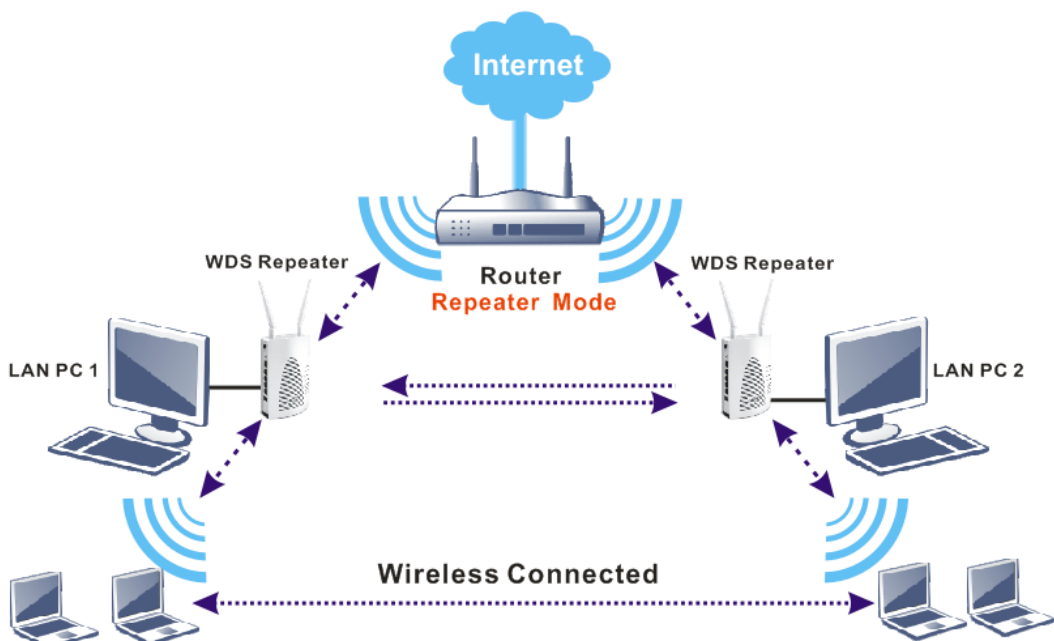 Internet
WDS Repeater
Router
Repeater Mode
WDS Repeater
LAN PC 1
LAN PC 2
Wireless Connected